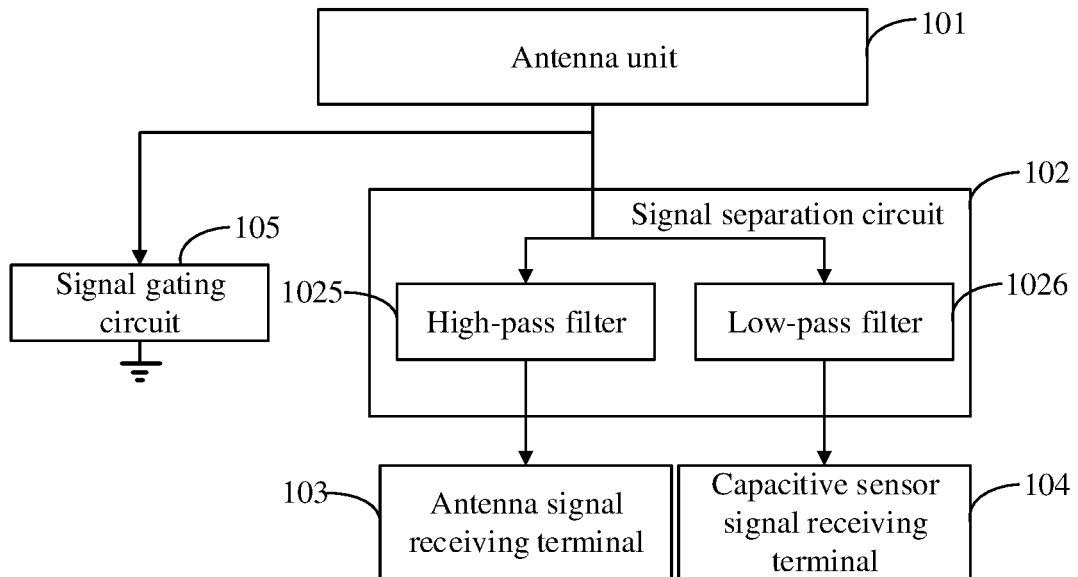 101
Antenna unit
102
Signal separation circuit
105
Signal gating
circuit
1025
High-pass filter
1026
Low-pass filter
103
Antenna signal
receiving terminal
104
Capacitive sensor
signal receiving
terminal